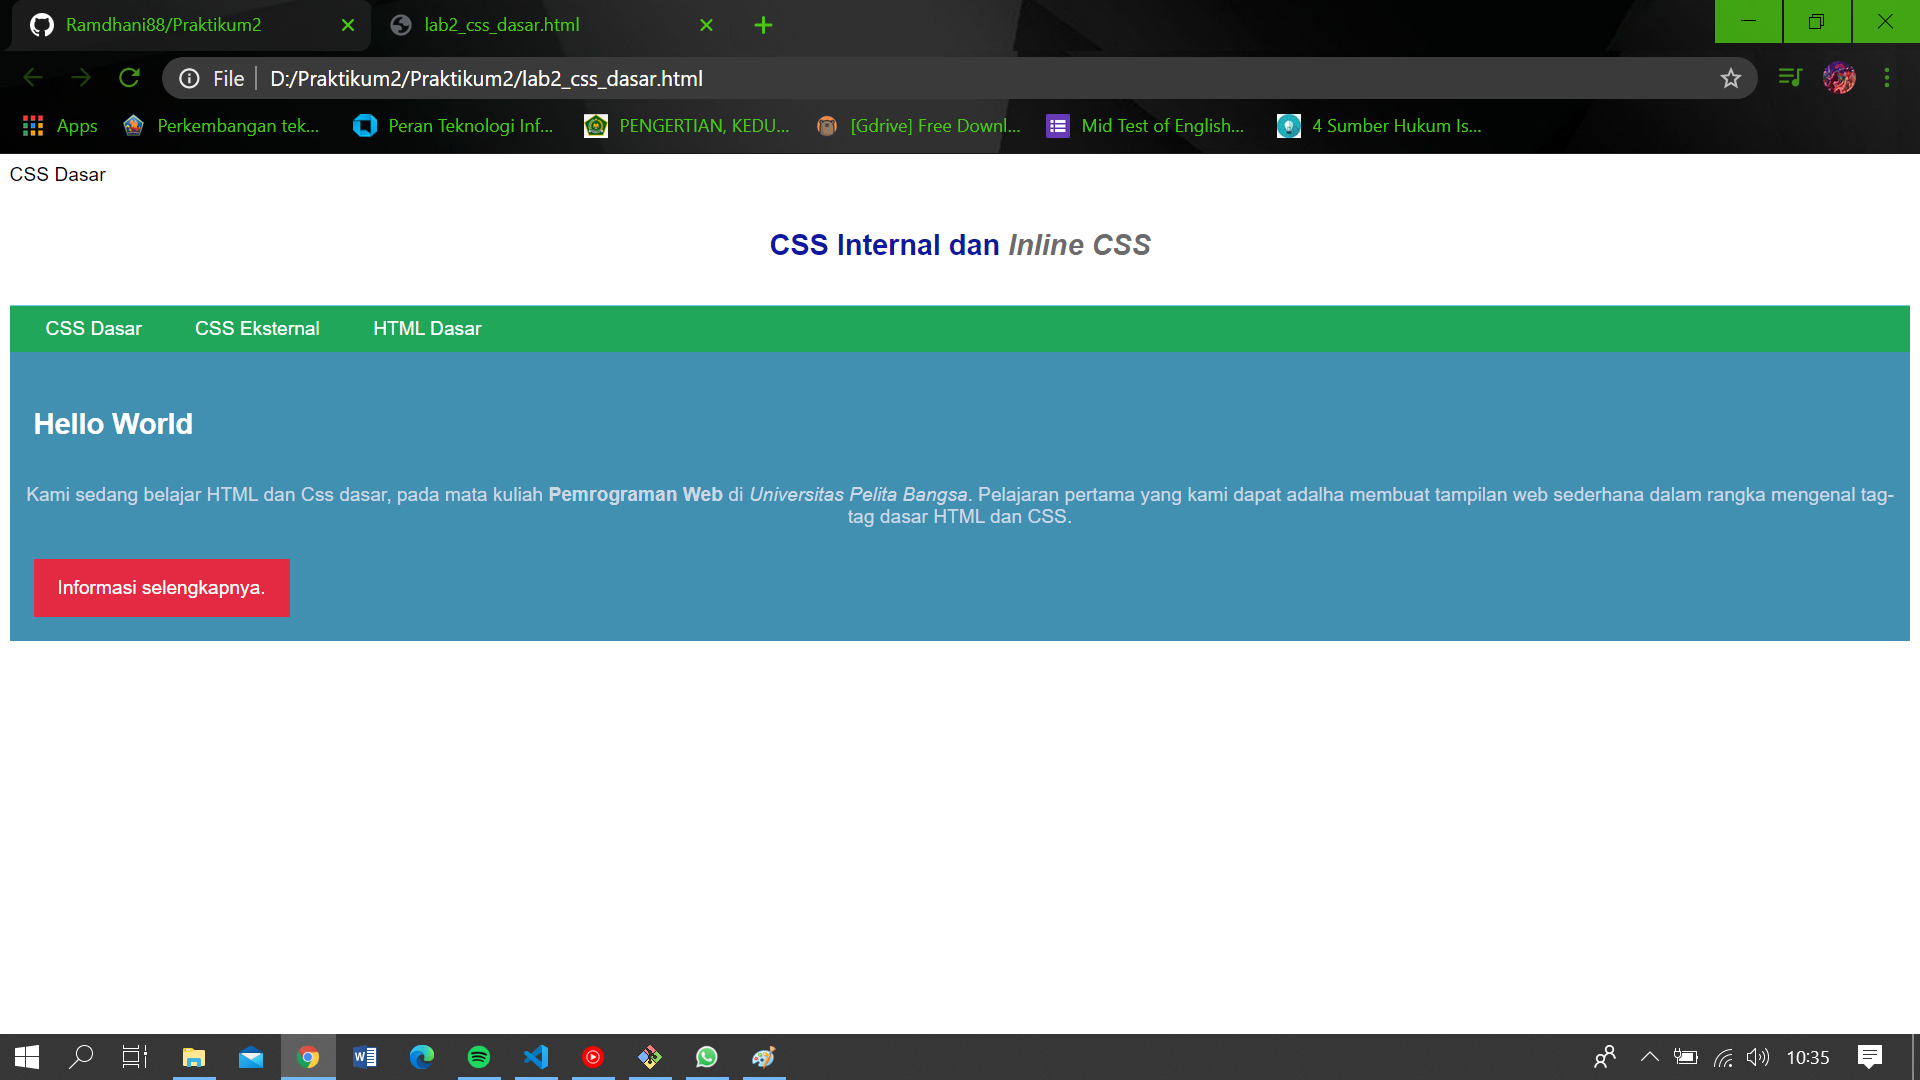 Ramdhani88/Praktikum2
lab2_css_dasar.html
File
D:/Praktikum2/Praktikum2/lab2_css_dasar.html
Apps
Perkembangan tek...
Peran Teknologi Inf...
PENGERTIAN, KEDU...
[Gdrive] Free Downl...
Mid Test of English...
4 Sumber Hukum Is...
CSS Dasar
CSS Internal dan Inline CSS
CSS Dasar
CSS Eksternal
HTML Dasar
Hello World
Kami sedang belajar HTML dan Css dasar, pada mata kuliah Pemrograman Web di Universitas Pelita Bangsa. Pelajaran pertama yang kami dapat adalha membuat tampilan web sederhana dalam rangka mengenal tag-
tag dasar HTML dan CSS.
Informasi selengkapnya.
10:35